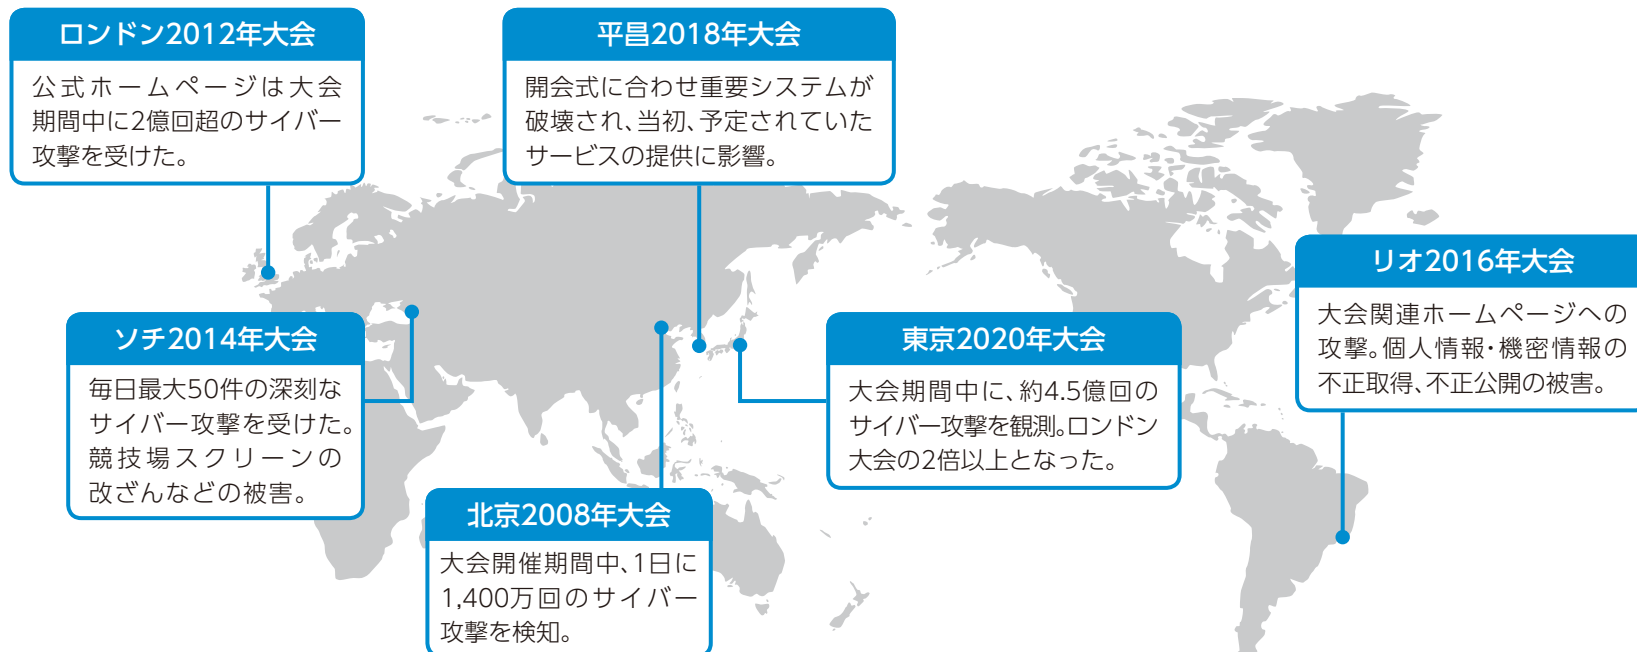 ロンドン2012年大会
公式ホームページは大会
期間中に2億回超のサイバー
攻撃を受けた。
平昌2018年大会
開会式に合わせ重要システムが
破壊され、当初、予定されていた
サービスの提供に影響。
リオ2016年大会
大会関連ホームページへの
攻撃。個人情報・機密情報の
不正取得、不正公開の被害。
ソチ2014年大会
毎日最大50件の深刻な
サイバー攻撃を受けた。
競技場スクリーンの
改ざんなどの被害。
東京2020年大会
大会期間中に、約4.5億回の
サイバー攻撃を観測。ロンドン
大会の2倍以上となった。
北京2008年大会
大会開催期間中、1日に
1,400万回のサイバー
攻撃を検知。